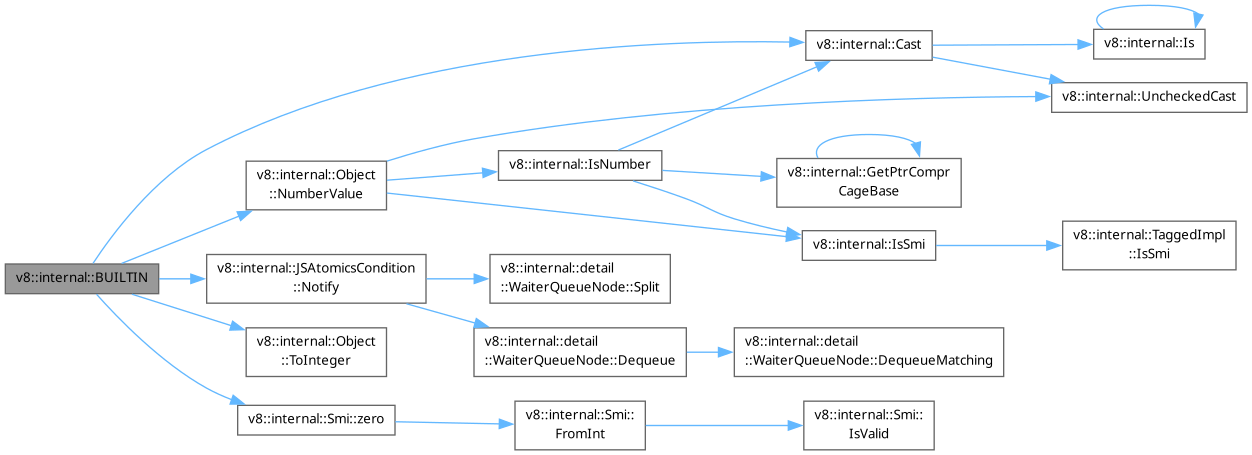 v8::internal::BUILTIN
v8::internal::Cast
v8::internal::Is
v8::internal::UncheckedCast
v8::internal::Object
::NumberValue
v8::internal::IsNumber
v8::internal::GetPtrCompr
CageBase
v8::internal::IsSmi
v8::internal::TaggedImpl
::IsSmi
v8::internal::JSAtomicsCondition
::Notify
v8::internal::detail
::WaiterQueueNode::Split
v8::internal::detail
::WaiterQueueNode::Dequeue
v8::internal::detail
::WaiterQueueNode::DequeueMatching
v8::internal::Object
::ToInteger
v8::internal::Smi::zero
v8::internal::Smi::
FromInt
v8::internal::Smi::
IsValid